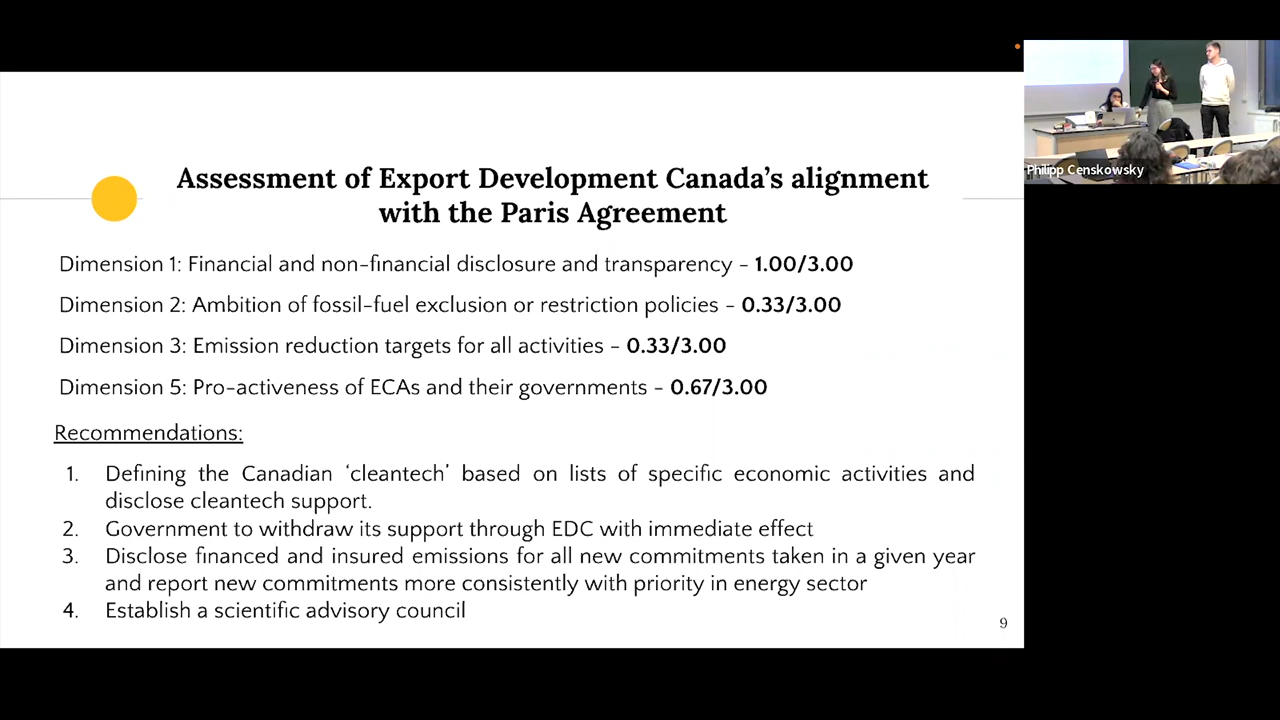 Assessment of Export Development Canada's alignment
with the Paris Agreement
Dimension 1: Financial and non-financial disclosure and transparency – 1.00/3.00
Dimension 2: Ambition of fossil-fuel exclusion or restriction policies – 0.33/3.00
Dimension 3: Emission reduction targets for all activities – 0.33/3.00
Dimension 5: Pro-activeness of ECAs and their governments – 0.67/3.00
Recommendations:
1. Defining the Canadian 'cleantech' based on lists of specific economic activities and
disclose cleantech support.
2. Government to withdraw its support through EDC with immediate effect
3. Disclose financed and insured emissions for all new commitments taken in a given year
and report new commitments more consistently with priority in energy sector
4. Establish a scientific advisory council
9
Philipp Censkowsky